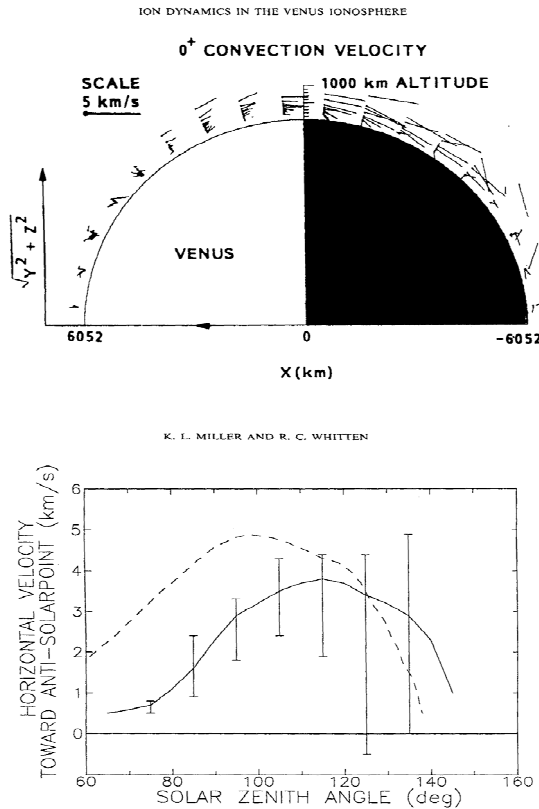 ION DYNAMICS IN THE VENUS IONOSPHERE
O+ CONVECTION VELOCITY
SCALE
5 km/s
1000 km ALTITUDE
√Y² + Z²
VENUS
6052
0
-6052
X(km)
K. L. MILLER AND R. C. WHITTEN
HORIZONTAL VELOCITY
TOWARD ANTI-SOLARPOINT (km/s)
6
5
4
3
2
1
0
60
80
100
120
140
160
SOLAR ZENITH ANGLE (deg)